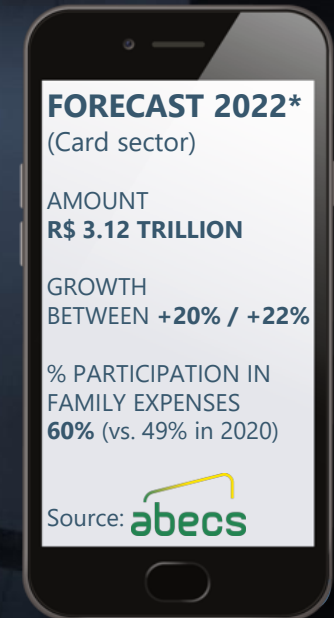 FORECAST 2022*
(Card sector)
AMOUNT
R$ 3.12 TRILLION
GROWTH
BETWEEN +20% / +22%
% PARTICIPATION IN
FAMILY EXPENSES
60% (vs. 49% in 2020)
Source: abecs